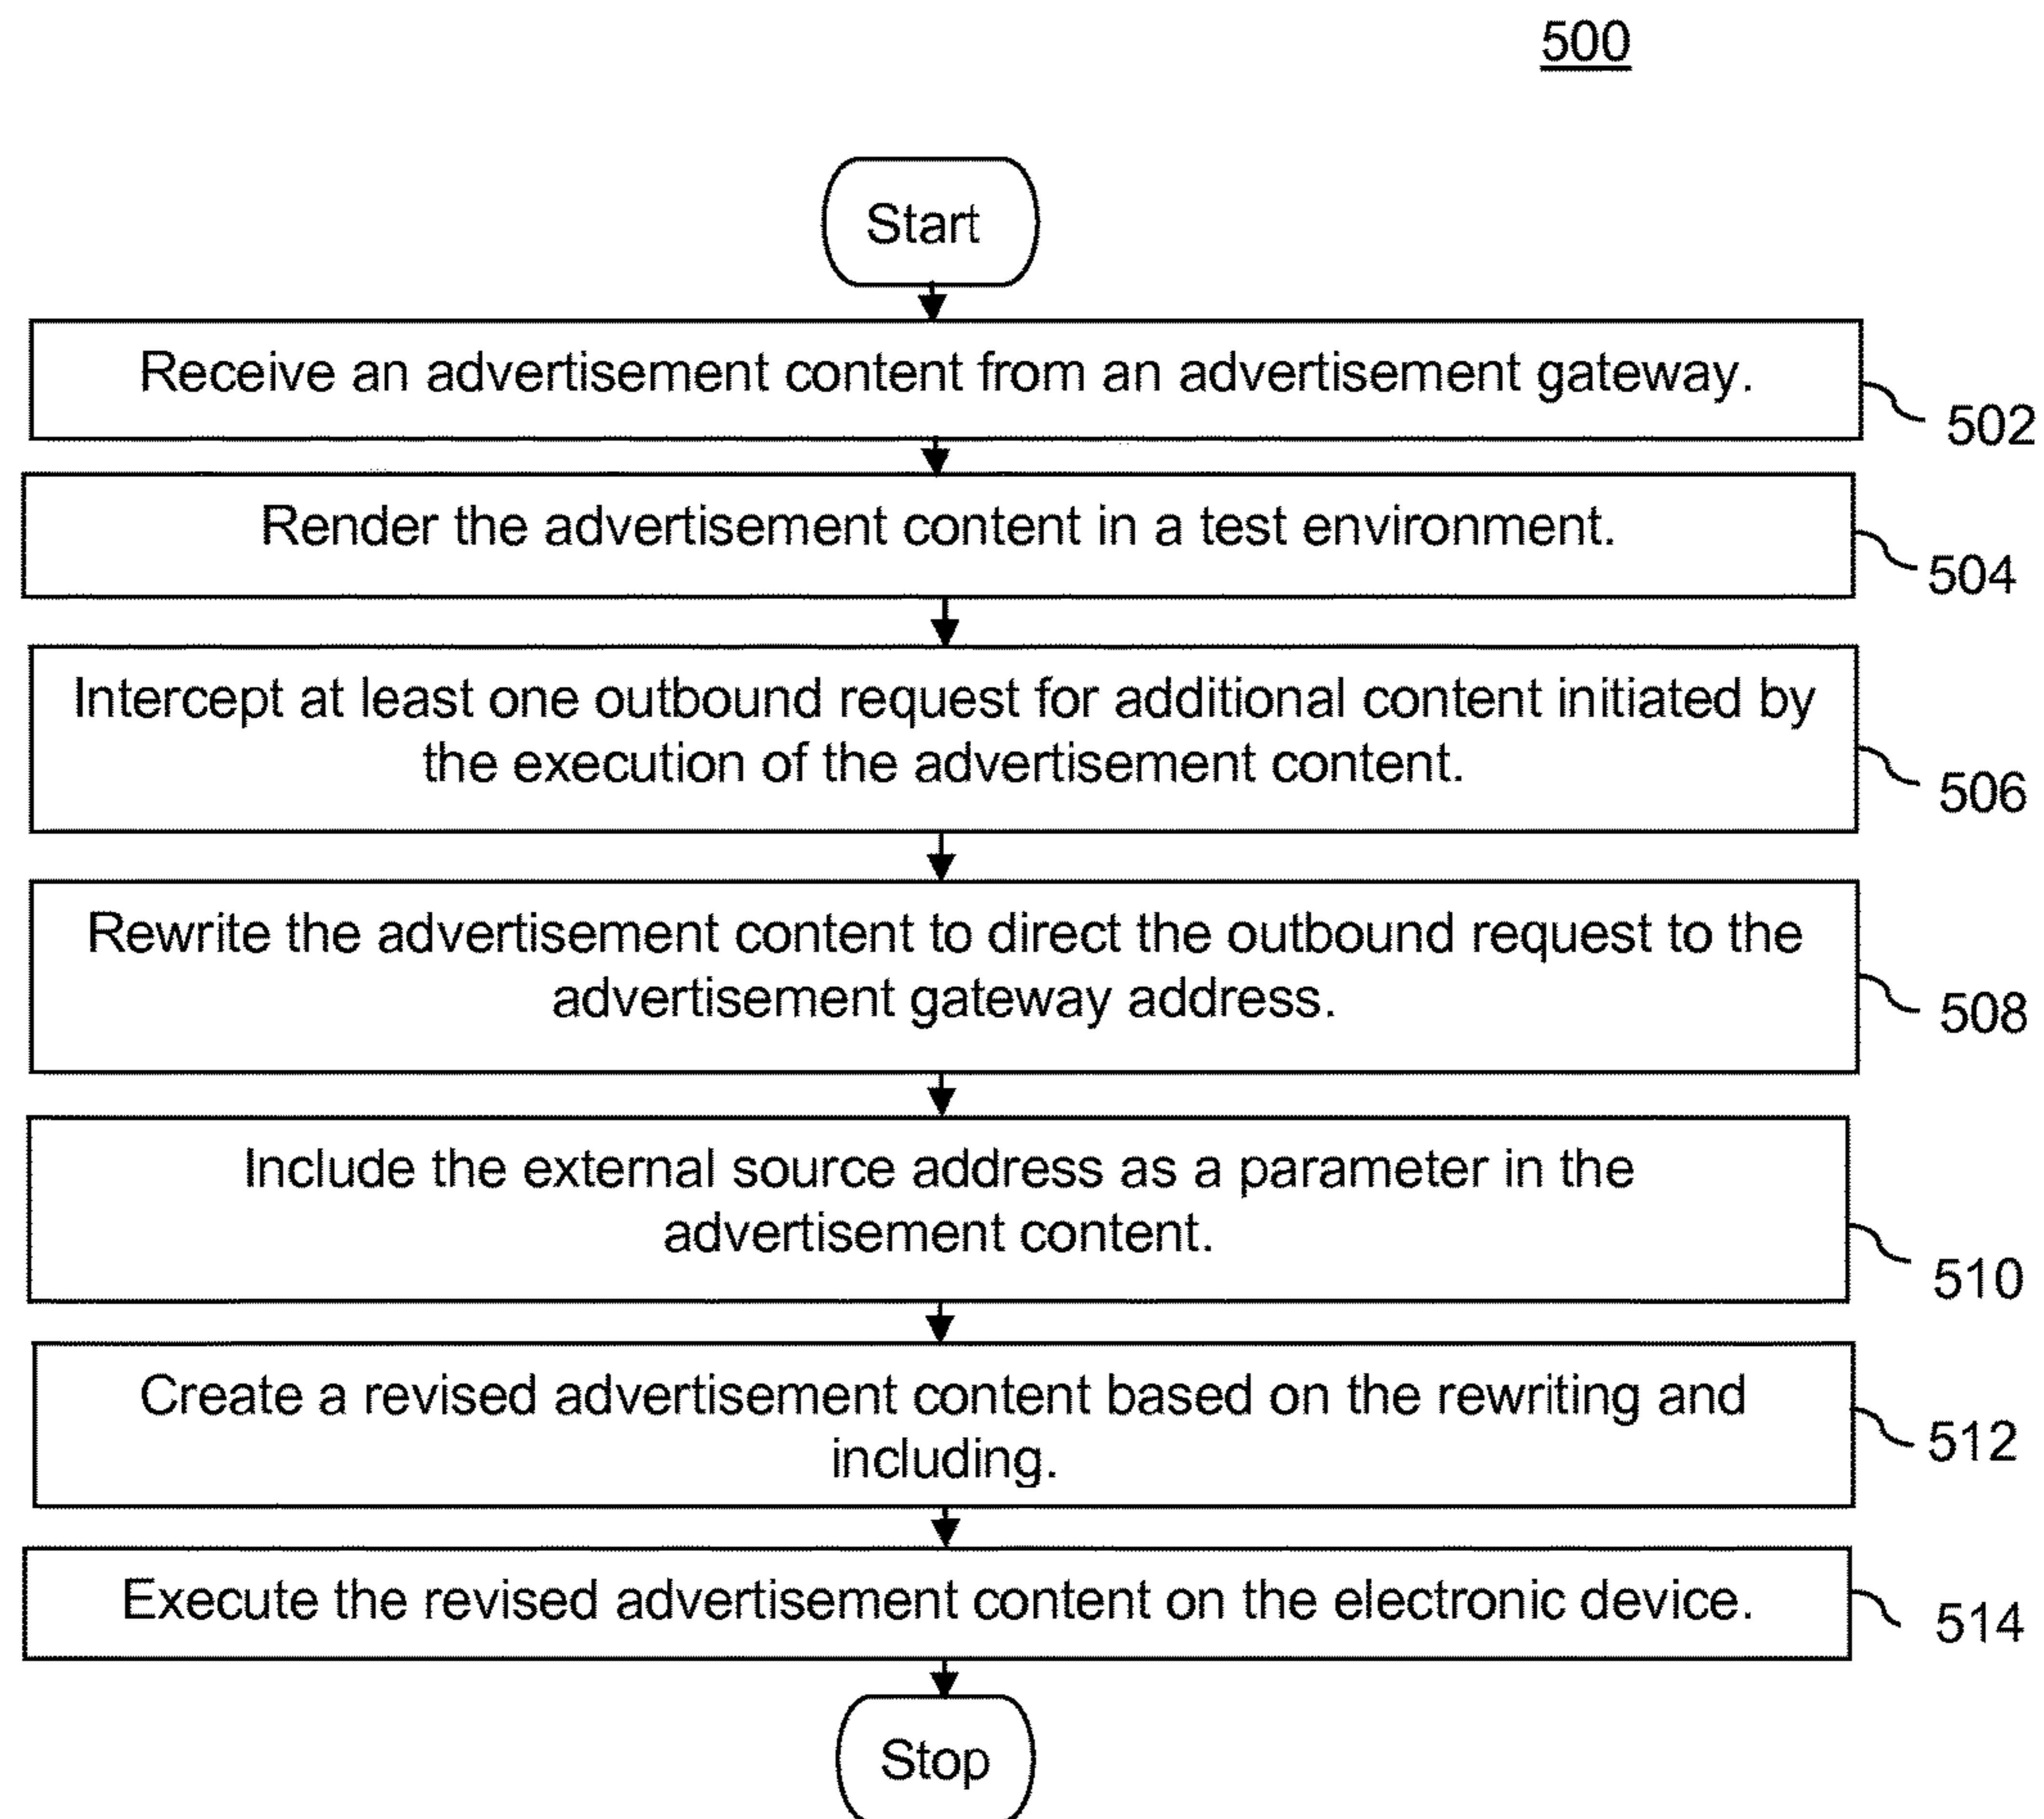 500
Start
Receive an advertisement content from an advertisement gateway.
502
Render the advertisement content in a test environment.
504
Intercept at least one outbound request for additional content initiated by
the execution of the advertisement content.
506
Rewrite the advertisement content to direct the outbound request to the
advertisement gateway address.
508
Include the external source address as a parameter in the
advertisement content.
510
Create a revised advertisement content based on the rewriting and
including.
512
Execute the revised advertisement content on the electronic device.
514
Stop